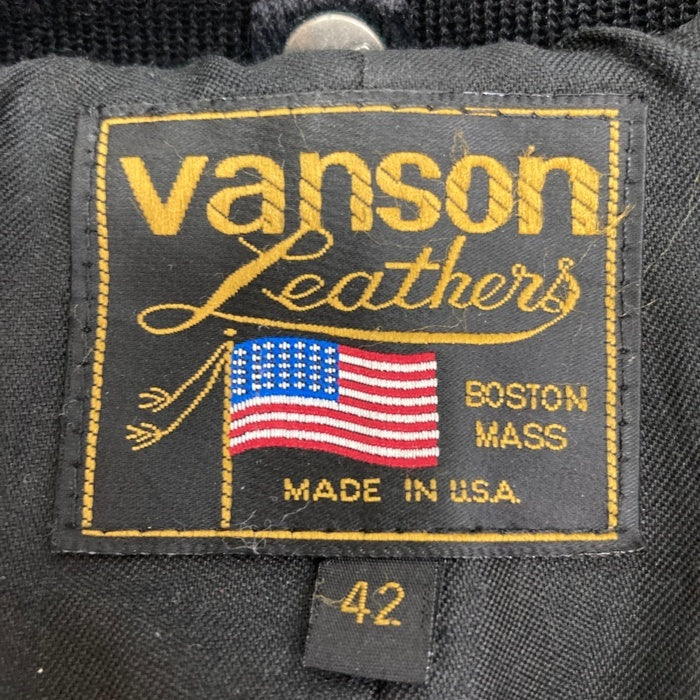 vanson
Leathers
BOSTON
MASS
MADE IN U.S.A.
42